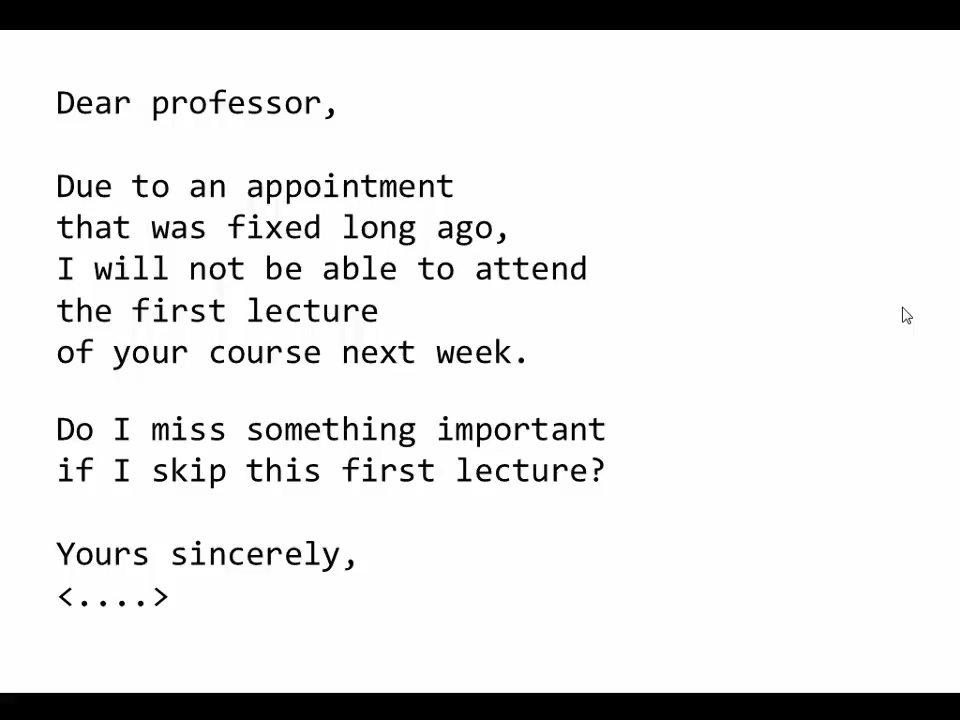 Dear professor,
Due to an appointment
that was fixed long ago,
I will not be able to attend
the first lecture
of your course next week.
Do I miss something important
if I skip this first lecture?
Yours sincerely,
<....>